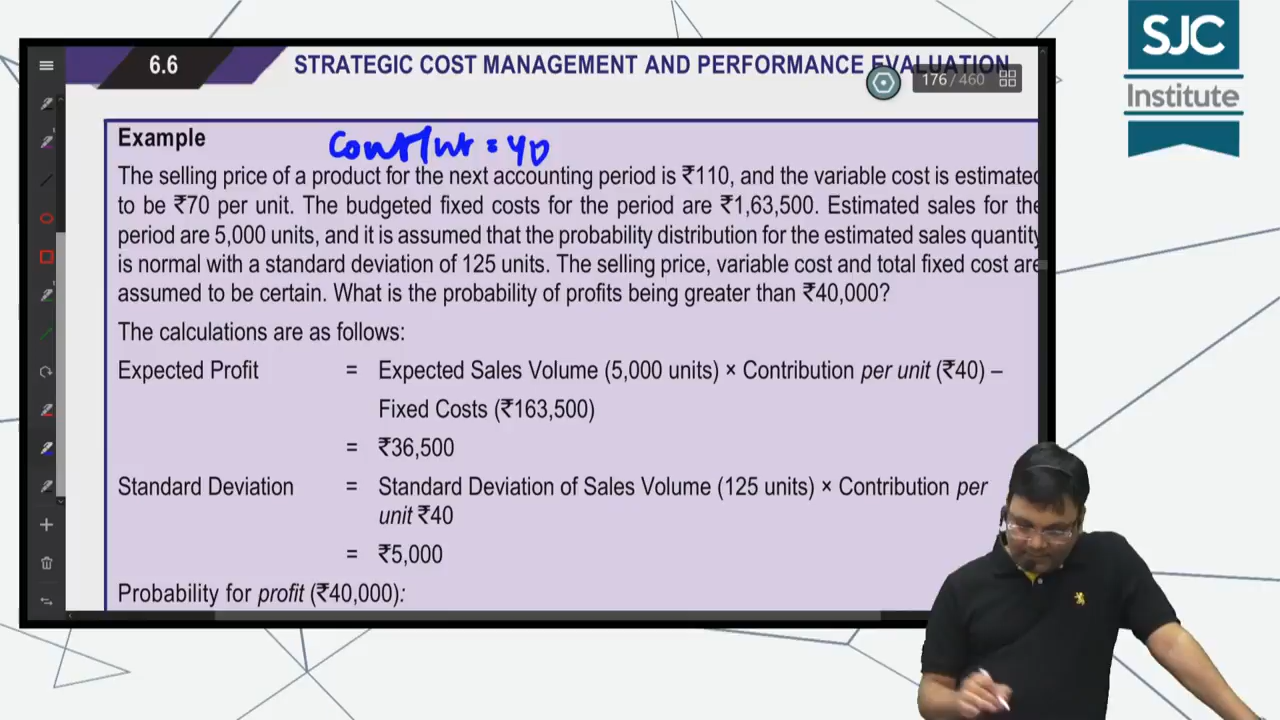 SJC
Institute
6.6 STRATEGIC COST MANAGEMENT AND PERFORMANCE EVALUATION
176 / 460
Example
Cont/Unt = 40
The selling price of a product for the next accounting period is ₹110, and the variable cost is estimated
to be ₹70 per unit. The budgeted fixed costs for the period are ₹1,63,500. Estimated sales for the
period are 5,000 units, and it is assumed that the probability distribution for the estimated sales quantity
is normal with a standard deviation of 125 units. The selling price, variable cost and total fixed cost are
assumed to be certain. What is the probability of profits being greater than ₹40,000?
The calculations are as follows:
Expected Profit = Expected Sales Volume (5,000 units) × Contribution per unit (₹40) –
Fixed Costs (₹163,500)
= ₹36,500
Standard Deviation = Standard Deviation of Sales Volume (125 units) × Contribution per
unit ₹40
= ₹5,000
Probability for profit (₹40,000):